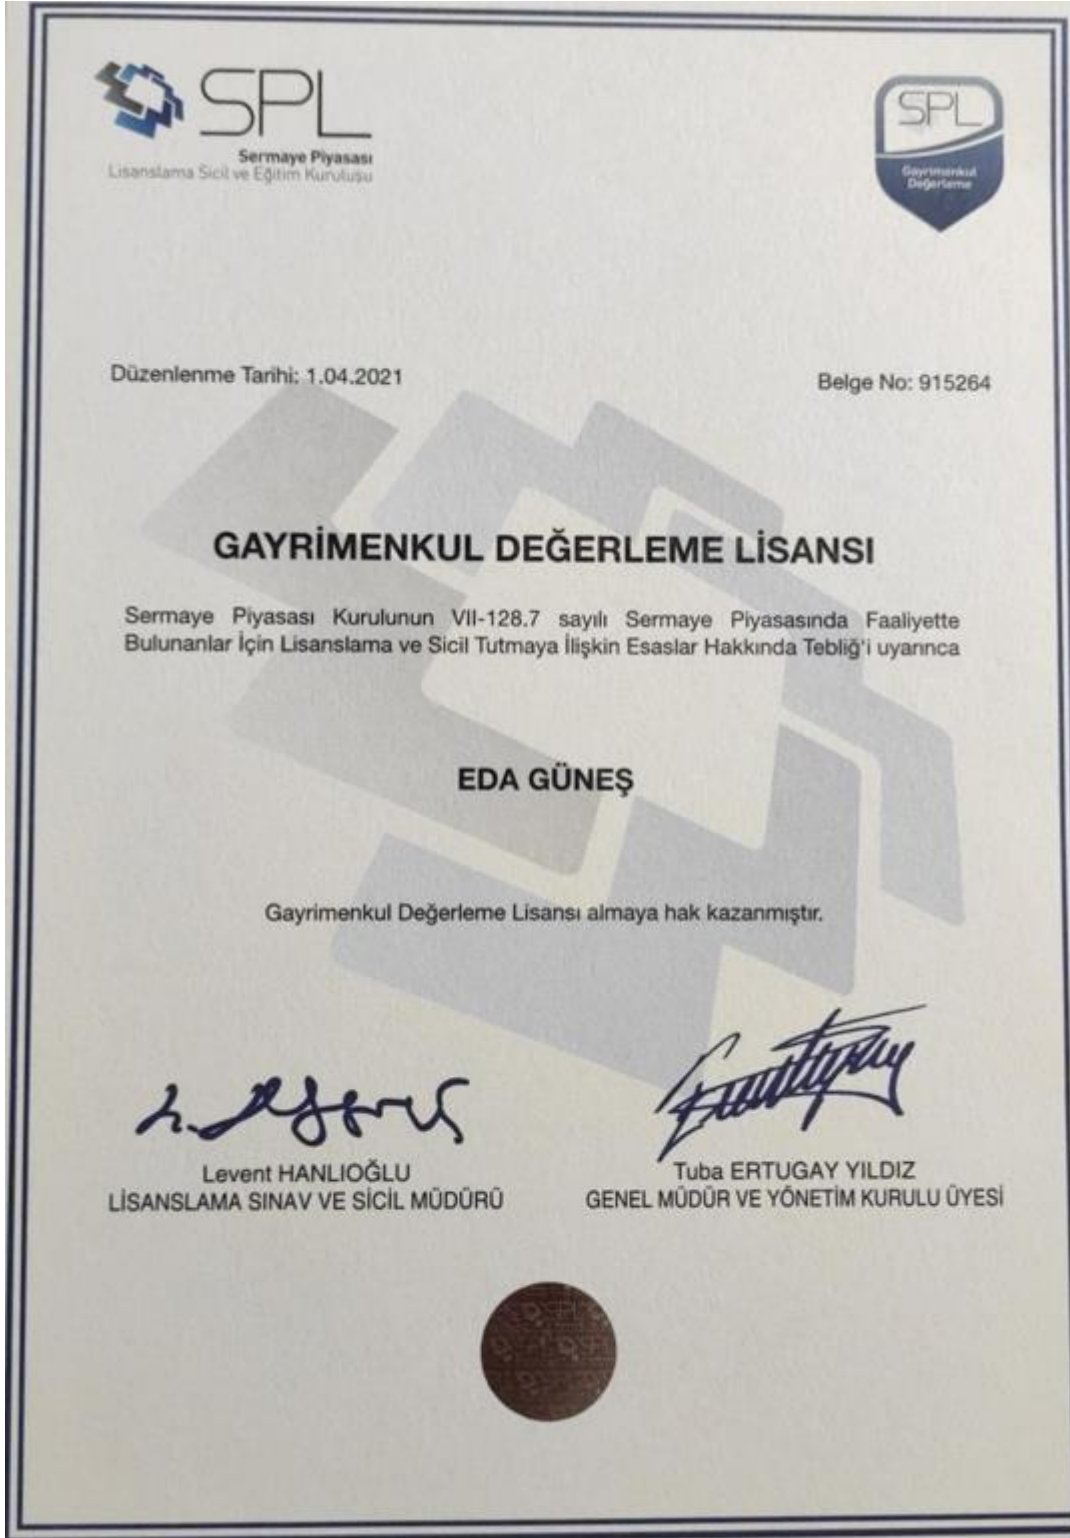 SPL
Sermaye Piyasası
Lisanslama Sicil ve Eğitim Kuruluşu
SPL
Gayrimenkul
Değerleme
Düzenlenme Tarihi: 1.04.2021
Belge No: 915264
GAYRİMENKUL DEĞERLEME LİSANSI
Sermaye Piyasası Kurulunun VII-128.7 sayılı Sermaye Piyasasında Faaliyette
Bulunanlar İçin Lisanslama ve Sicil Tutmaya İlişkin Esaslar Hakkında Tebliğ'i uyarınca
EDA GÜNEŞ
Gayrimenkul Değerleme Lisansı almaya hak kazanmıştır.
Levent HANLIOĞLU
LİSANSLAMA SINAV VE SİCİL MÜDÜRÜ
Tuba ERTUGAY YILDIZ
GENEL MÜDÜR VE YÖNETİM KURULU ÜYESİ
SPL